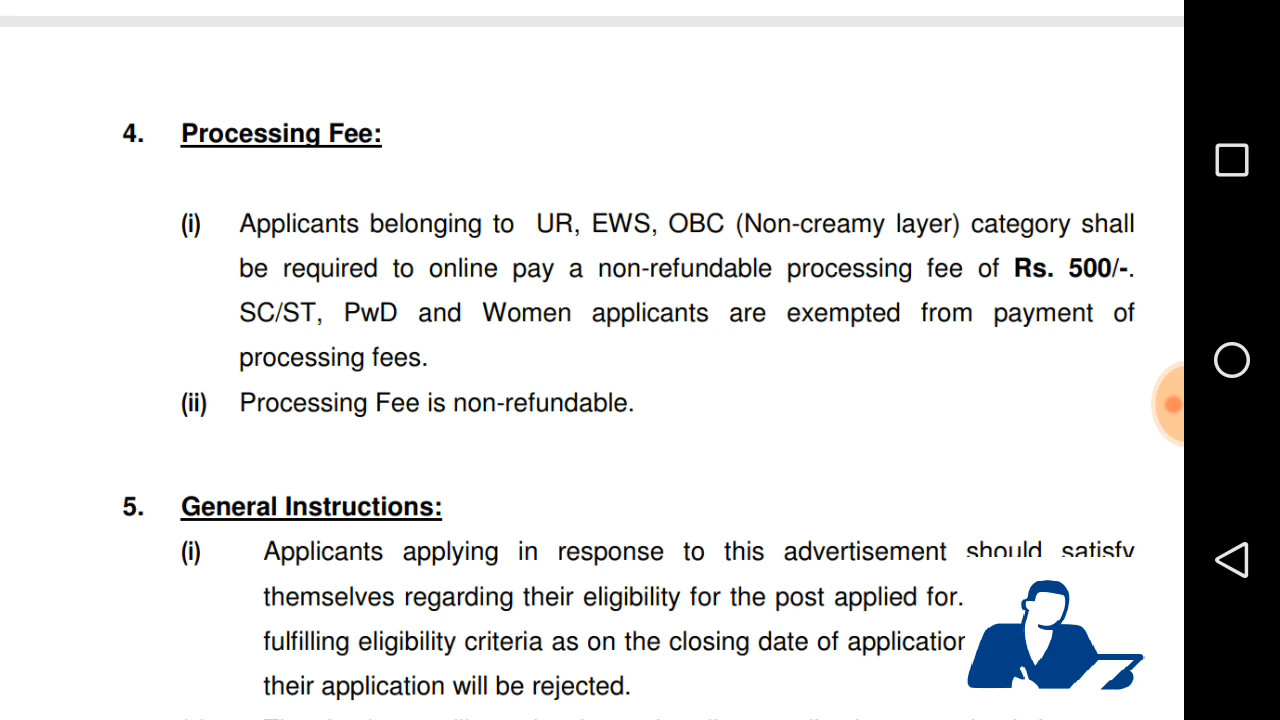 4. Processing Fee:
(i) Applicants belonging to UR, EWS, OBC (Non-creamy layer) category shall
be required to online pay a non-refundable processing fee of Rs. 500/-.
SC/ST, PwD and Women applicants are exempted from payment of
processing fees.
(ii) Processing Fee is non-refundable.
5. General Instructions:
(i) Applicants applying in response to this advertisement should satisfy
themselves regarding their eligibility for the post applied for.
fulfilling eligibility criteria as on the closing date of application
their application will be rejected.